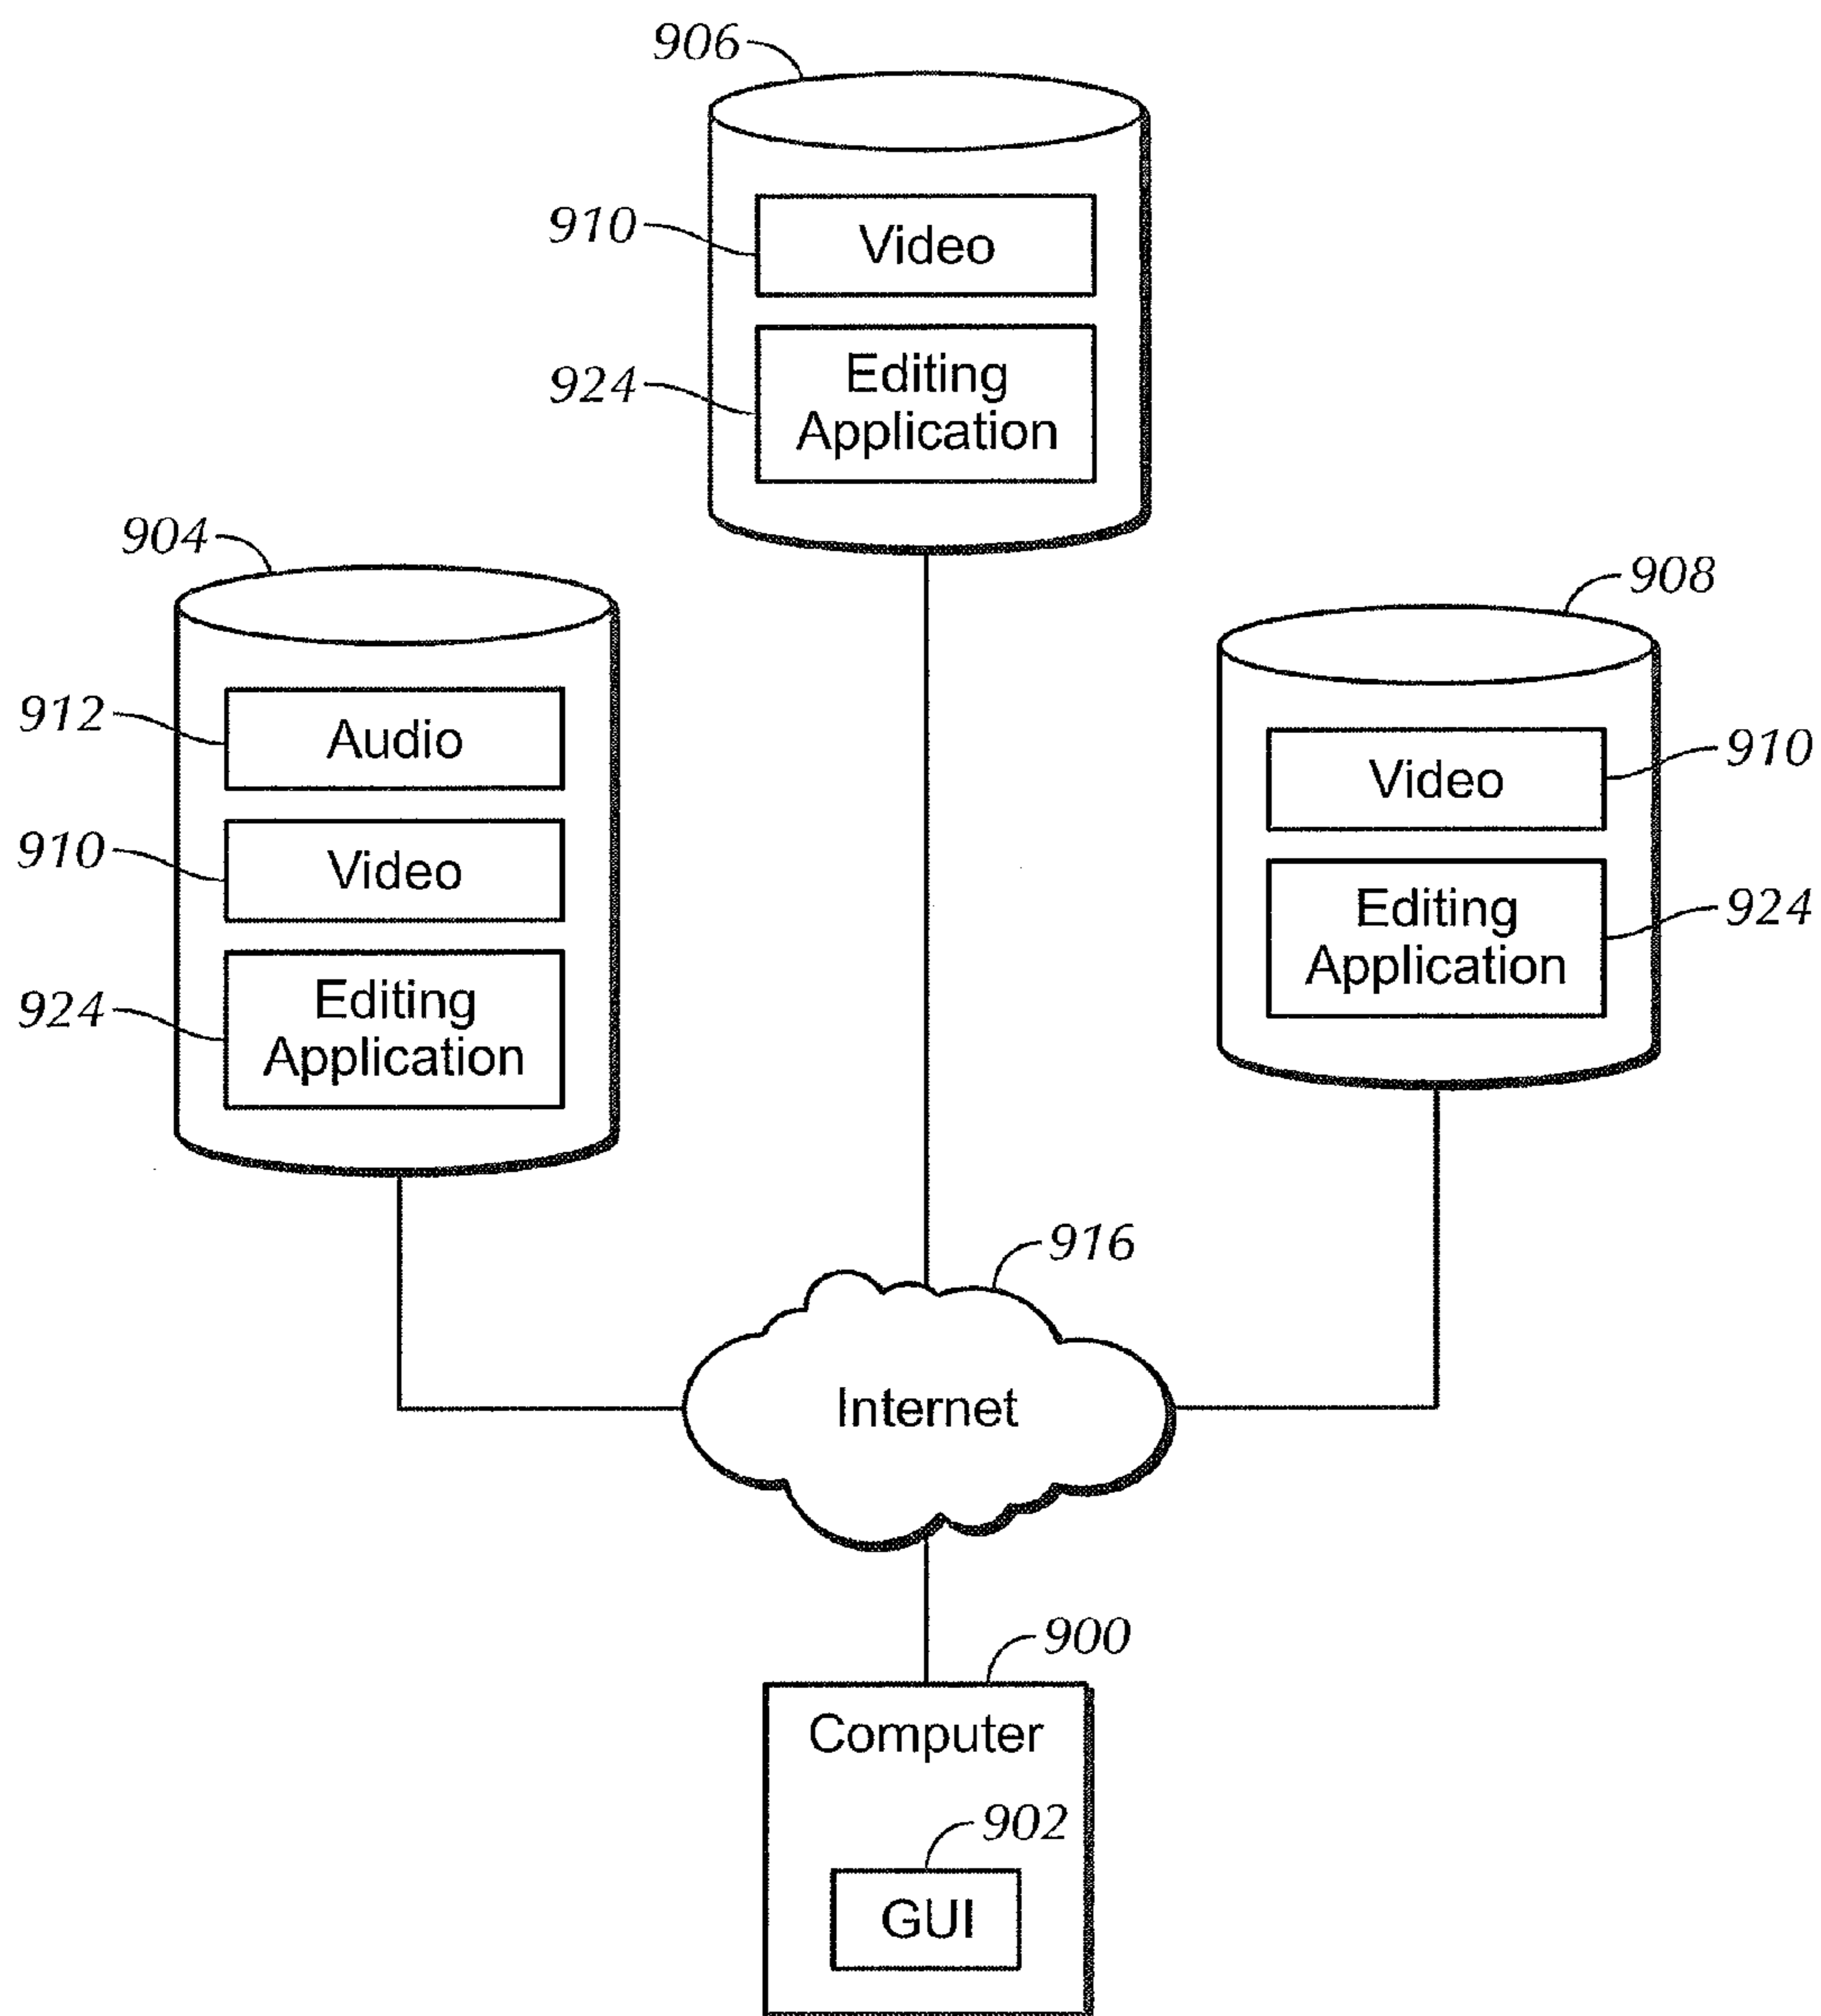 906
910
Video
924
Editing
Application
904
912
Audio
910
Video
924
Editing
Application
908
Video
910
Editing
Application
924
916
Internet
900
Computer
902
GUI